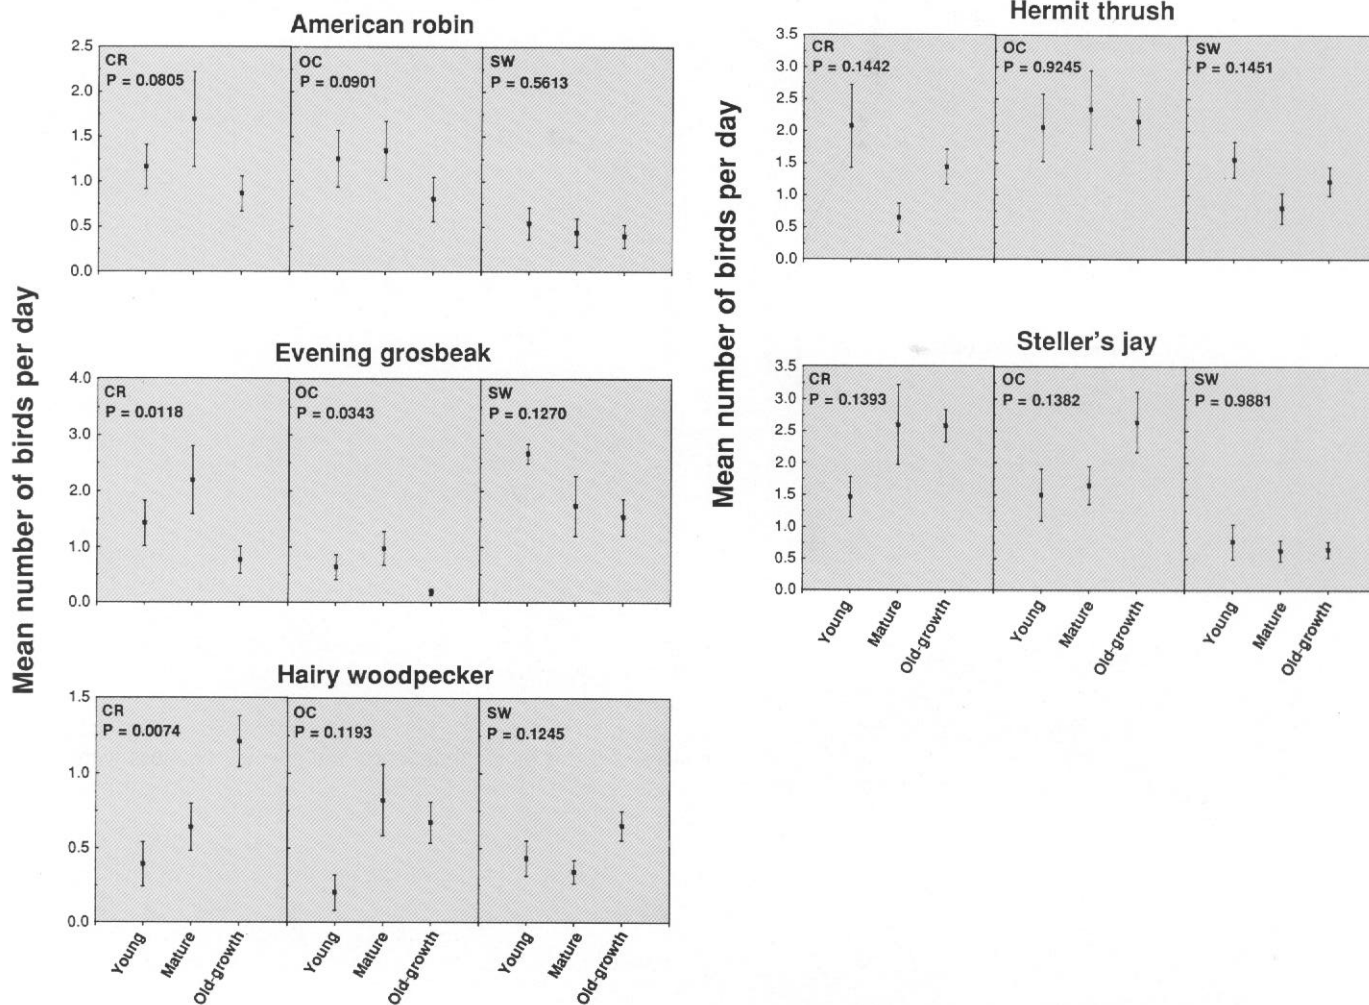 American robin
Mean number of birds per day
2.5
2.0
1.5
1.0
0.5
0.0
CR
P = 0.0805
OC
P = 0.0901
SW
P = 0.5613
Evening grosbeak
4.0
3.0
2.0
1.0
0.0
CR
P = 0.0118
OC
P = 0.0343
SW
P = 0.1270
Hairy woodpecker
1.5
1.0
0.5
0.0
CR
P = 0.0074
OC
P = 0.1193
SW
P = 0.1245
Young
Mature
Old-growth
Young
Mature
Old-growth
Young
Mature
Old-growth
Hermit thrush
Mean number of birds per day
3.5
3.0
2.5
2.0
1.5
1.0
0.5
0.0
CR
P = 0.1442
OC
P = 0.9245
SW
P = 0.1451
Steller's jay
3.5
3.0
2.5
2.0
1.5
1.0
0.5
0.0
CR
P = 0.1393
OC
P = 0.1382
SW
P = 0.9881
Young
Mature
Old-growth
Young
Mature
Old-growth
Young
Mature
Old-growth